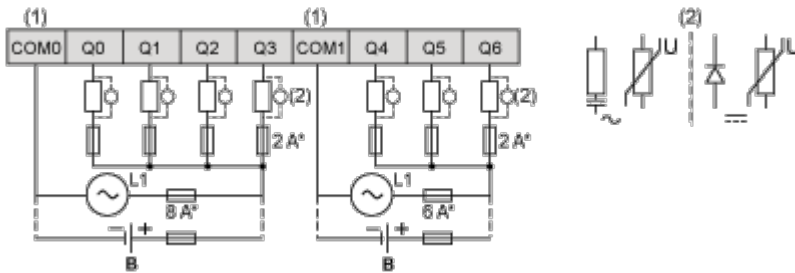 (1) (1)
COM0 Q0 Q1 Q2 Q3 COM1 Q4 Q5 Q6
(2) (2)
2 A* 2 A*
L1 L1
8 A* 6 A*
− + − +
B B
(2)
U U